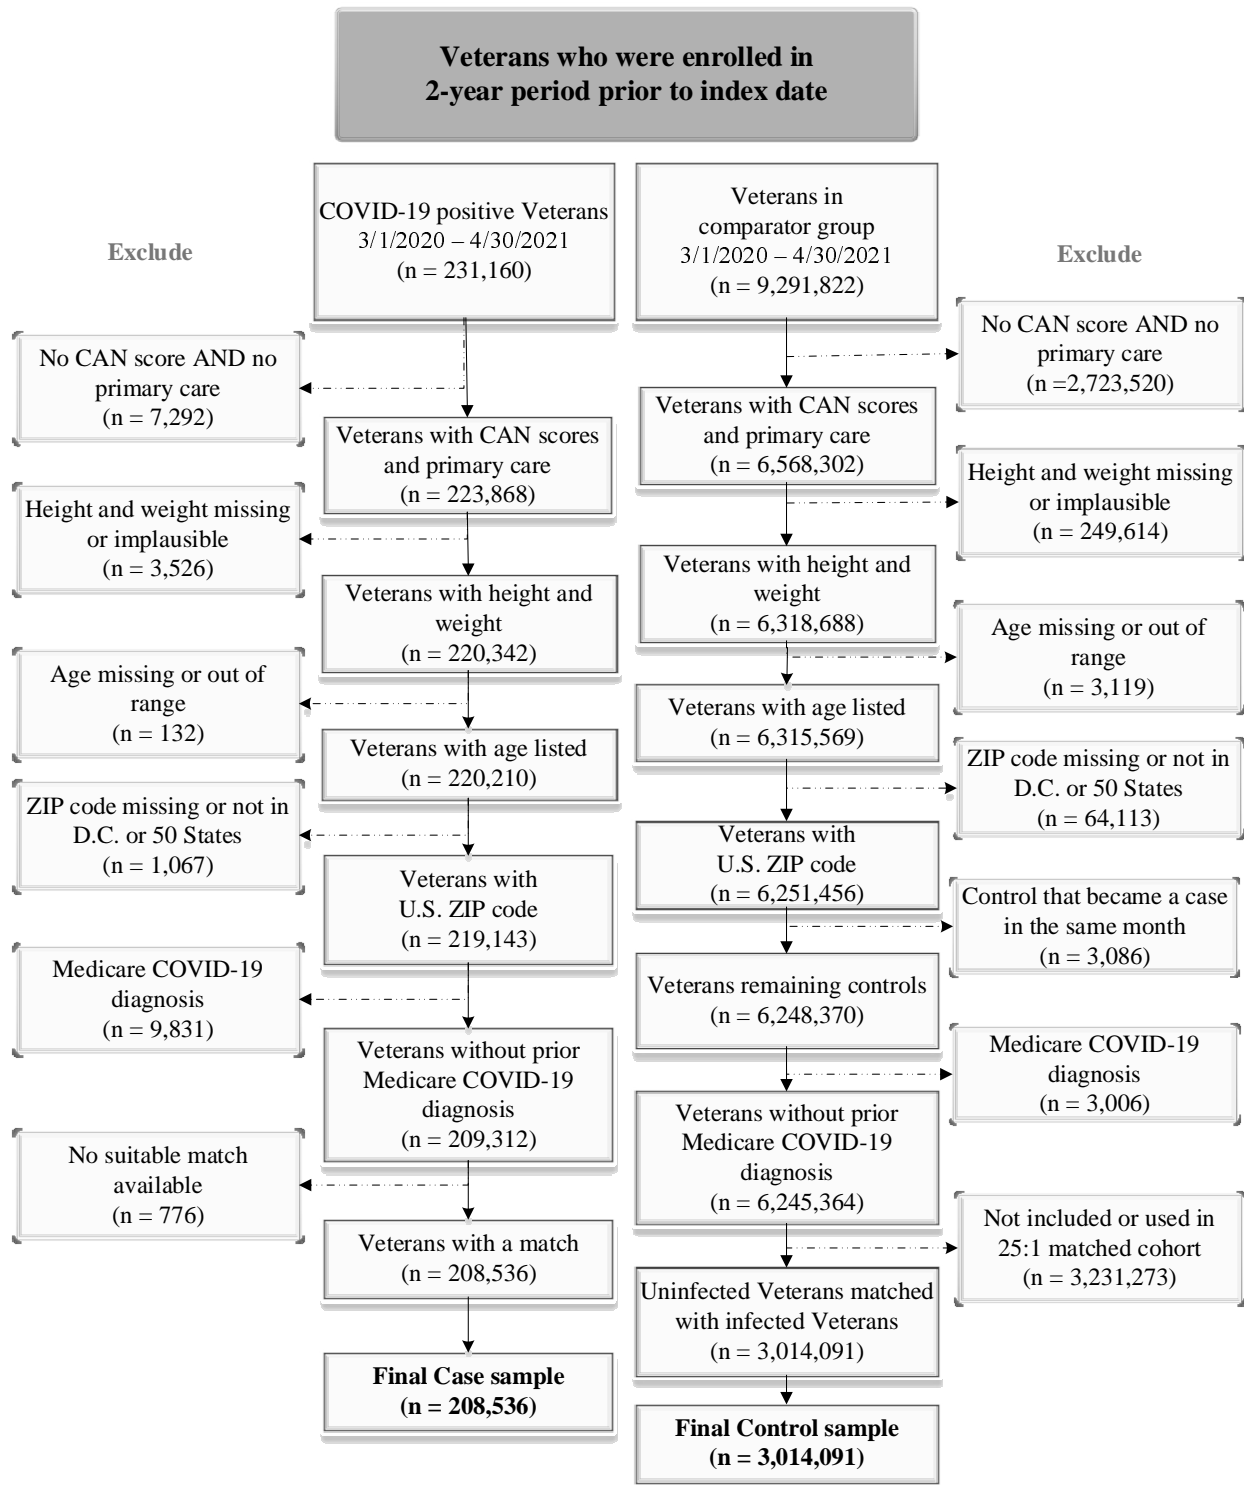 Veterans who were enrolled in
2-year period prior to index date
COVID-19 positive Veterans
3/1/2020 – 4/30/2021
(n = 231,160)
Veterans in
comparator group
3/1/2020 – 4/30/2021
(n = 9,291,822)
Exclude
Exclude
No CAN score AND no
primary care
(n = 7,292)
No CAN score AND no
primary care
(n =2,723,520)
Veterans with CAN scores
and primary care
(n = 223,868)
Veterans with CAN scores
and primary care
(n = 6,568,302)
Height and weight missing
or implausible
(n = 3,526)
Height and weight missing
or implausible
(n = 249,614)
Veterans with height and
weight
(n = 220,342)
Veterans with height and
weight
(n = 6,318,688)
Age missing or out of
range
(n = 132)
Age missing or out of
range
(n = 3,119)
Veterans with age listed
(n = 220,210)
Veterans with age listed
(n = 6,315,569)
ZIP code missing or not in
D.C. or 50 States
(n = 1,067)
ZIP code missing or not in
D.C. or 50 States
(n = 64,113)
Veterans with
U.S. ZIP code
(n = 219,143)
Veterans with
U.S. ZIP code
(n = 6,251,456)
Control that became a case
in the same month
(n = 3,086)
Medicare COVID-19
diagnosis
(n = 9,831)
Veterans remaining controls
(n = 6,248,370)
Veterans without prior
Medicare COVID-19
diagnosis
(n = 209,312)
Medicare COVID-19
diagnosis
(n = 3,006)
Veterans without prior
Medicare COVID-19
diagnosis
(n = 6,245,364)
No suitable match
available
(n = 776)
Not included or used in
25:1 matched cohort
(n = 3,231,273)
Veterans with a match
(n = 208,536)
Uninfected Veterans matched
with infected Veterans
(n = 3,014,091)
Final Case sample
(n = 208,536)
Final Control sample
(n = 3,014,091)